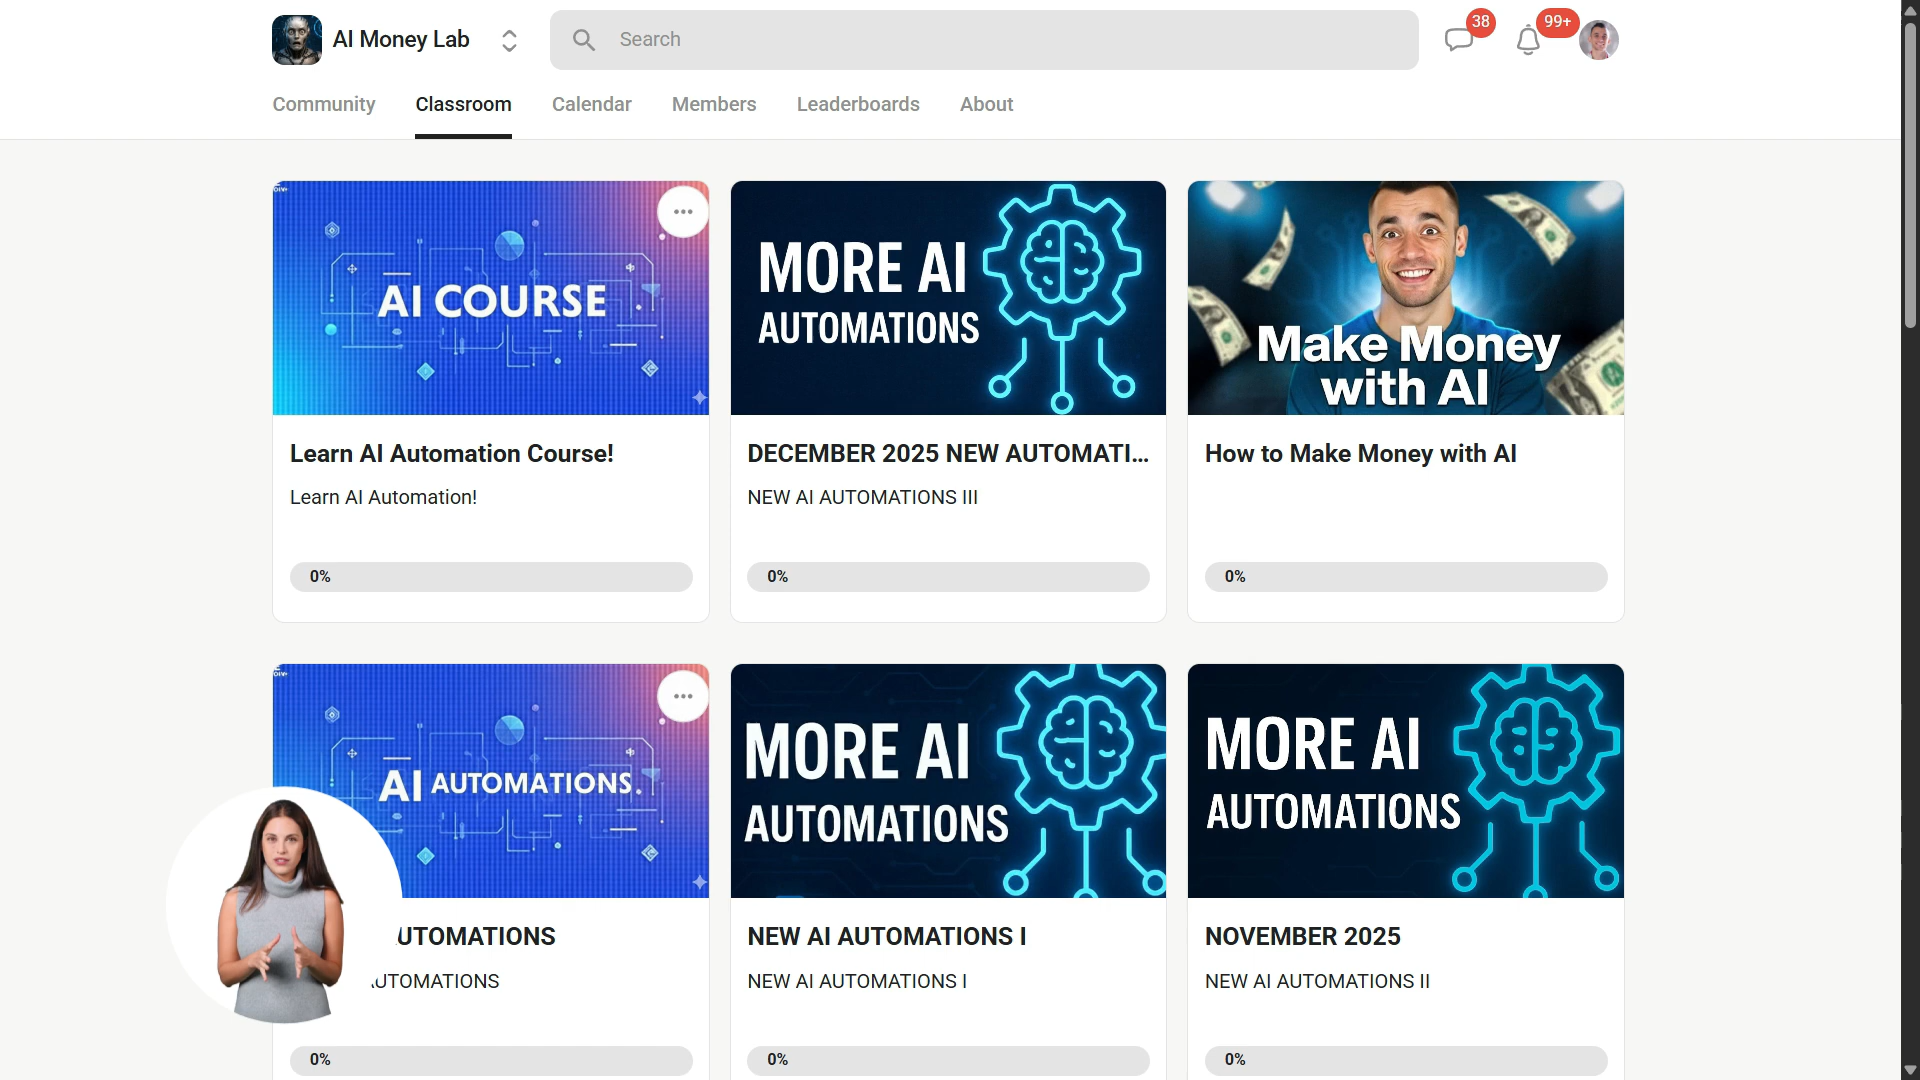 AI Money Lab
Search
38
99+
Community
Classroom
Calendar
Members
Leaderboards
About
AI COURSE
MORE AI
AUTOMATIONS
Make Money
with AI
Learn AI Automation Course!
DECEMBER 2025 NEW AUTOMATI...
How to Make Money with AI
Learn AI Automation!
NEW AI AUTOMATIONS III
0%
0%
0%
AI AUTOMATIONS.
MORE AI
AUTOMATIONS
MORE AI
AUTOMATIONS
UTOMATIONS
NEW AI AUTOMATIONS I
NOVEMBER 2025
UTOMATIONS
NEW AI AUTOMATIONS I
NEW AI AUTOMATIONS II
0%
0%
0%